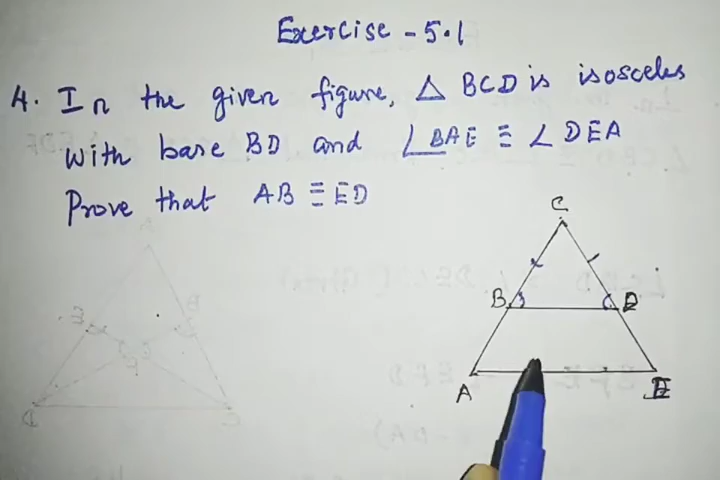 Exercise - 5.1
4. In the given figure, △ BCD is isosceles
with base BD and ∠BAE ≅ ∠DEA
Prove that AB ≅ ED
C
B D
A E